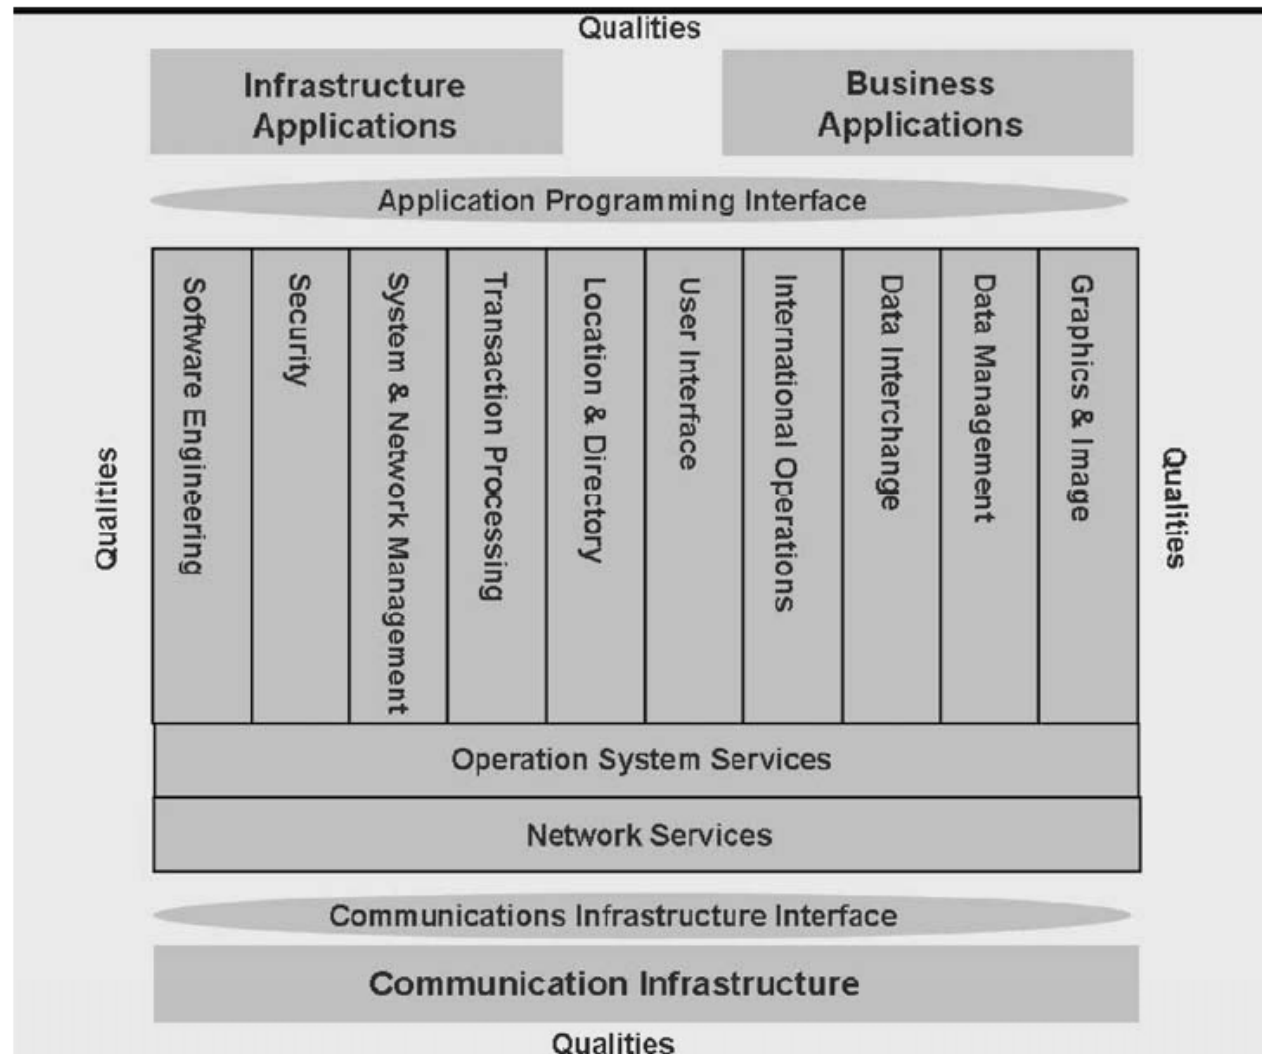 Qualities
Infrastructure
Applications
Business
Applications
Application Programming Interface
Software Engineering
Security
System & Network Management
Transaction Processing
Location & Directory
User Interface
International Operations
Data Interchange
Data Management
Graphics & Image
Qualities
Qualities
Operation System Services
Network Services
Communications Infrastructure Interface
Communication Infrastructure
Qualities